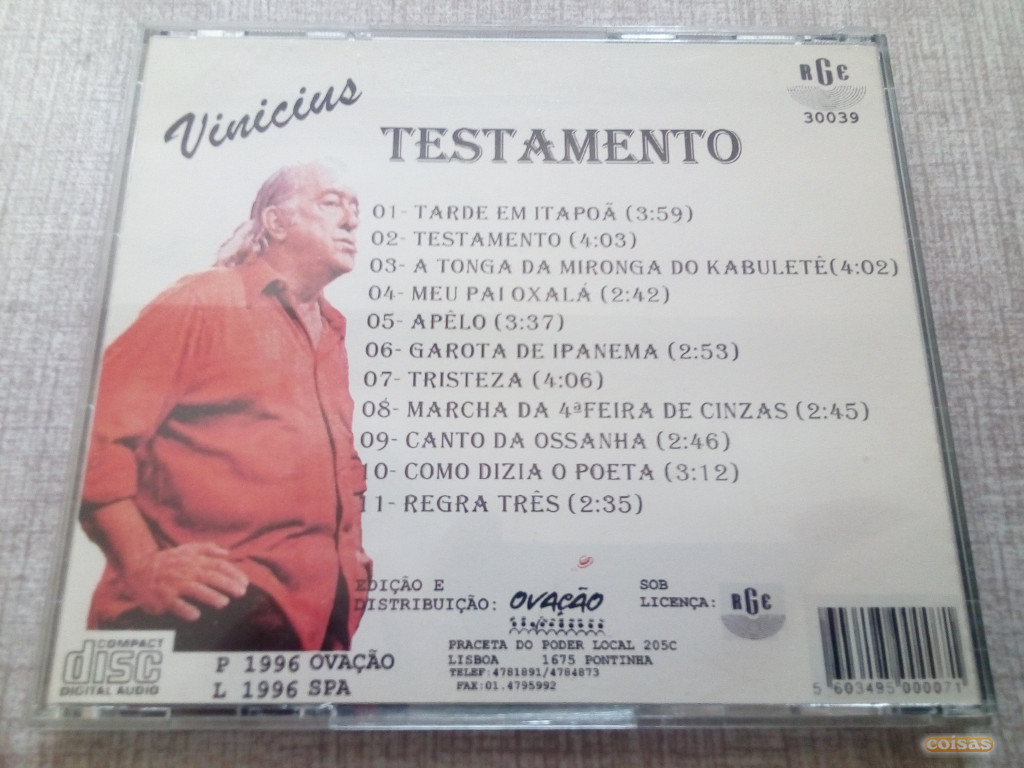 Vinicius
TESTAMENTO
RGE
30039
01- TARDE EM ITAPOÃ (3:59)
02- TESTAMENTO (4:03)
03- A TONGA DA MIRONGA DO KABULETÊ(4:02)
04- MEU PAI OXALÁ (2:42)
05- APÊLO (3:37)
06- GAROTA DE IPANEMA (2:53)
07- TRISTEZA (4:06)
08- MARCHA DA 4ªFEIRA DE CINZAS (2:45)
09- CANTO DA OSSANHA (2:46)
10- COMO DIZIA O POETA (3:12)
11- REGRA TRÊS (2:35)
EDIÇÃO E
DISTRIBUIÇÃO: OVAÇÃO
SOB
LICENÇA: RGE
PRACETA DO PODER LOCAL 205C
LISBOA 1675 PONTINHA
TELEF:4781891/4784873
FAX:01.4795992
COMPACT
disc
DIGITAL AUDIO
P 1996 OVAÇÃO
L 1996 SPA
5 603495 000071
coisas